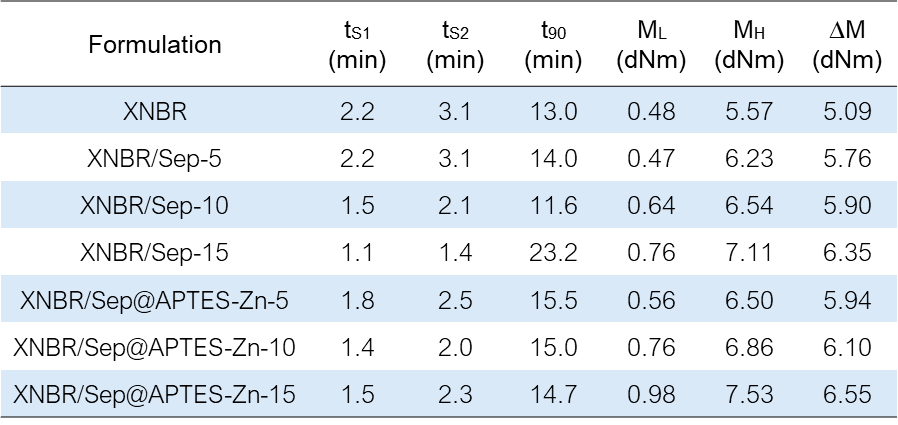 Formulation tS1 (min) tS2 (min) t90 (min) ML (dNm) MH (dNm) ΔM (dNm)
XNBR 2.2 3.1 13.0 0.48 5.57 5.09
XNBR/Sep-5 2.2 3.1 14.0 0.47 6.23 5.76
XNBR/Sep-10 1.5 2.1 11.6 0.64 6.54 5.90
XNBR/Sep-15 1.1 1.4 23.2 0.76 7.11 6.35
XNBR/Sep@APTES-Zn-5 1.8 2.5 15.5 0.56 6.50 5.94
XNBR/Sep@APTES-Zn-10 1.4 2.0 15.0 0.76 6.86 6.10
XNBR/Sep@APTES-Zn-15 1.5 2.3 14.7 0.98 7.53 6.55